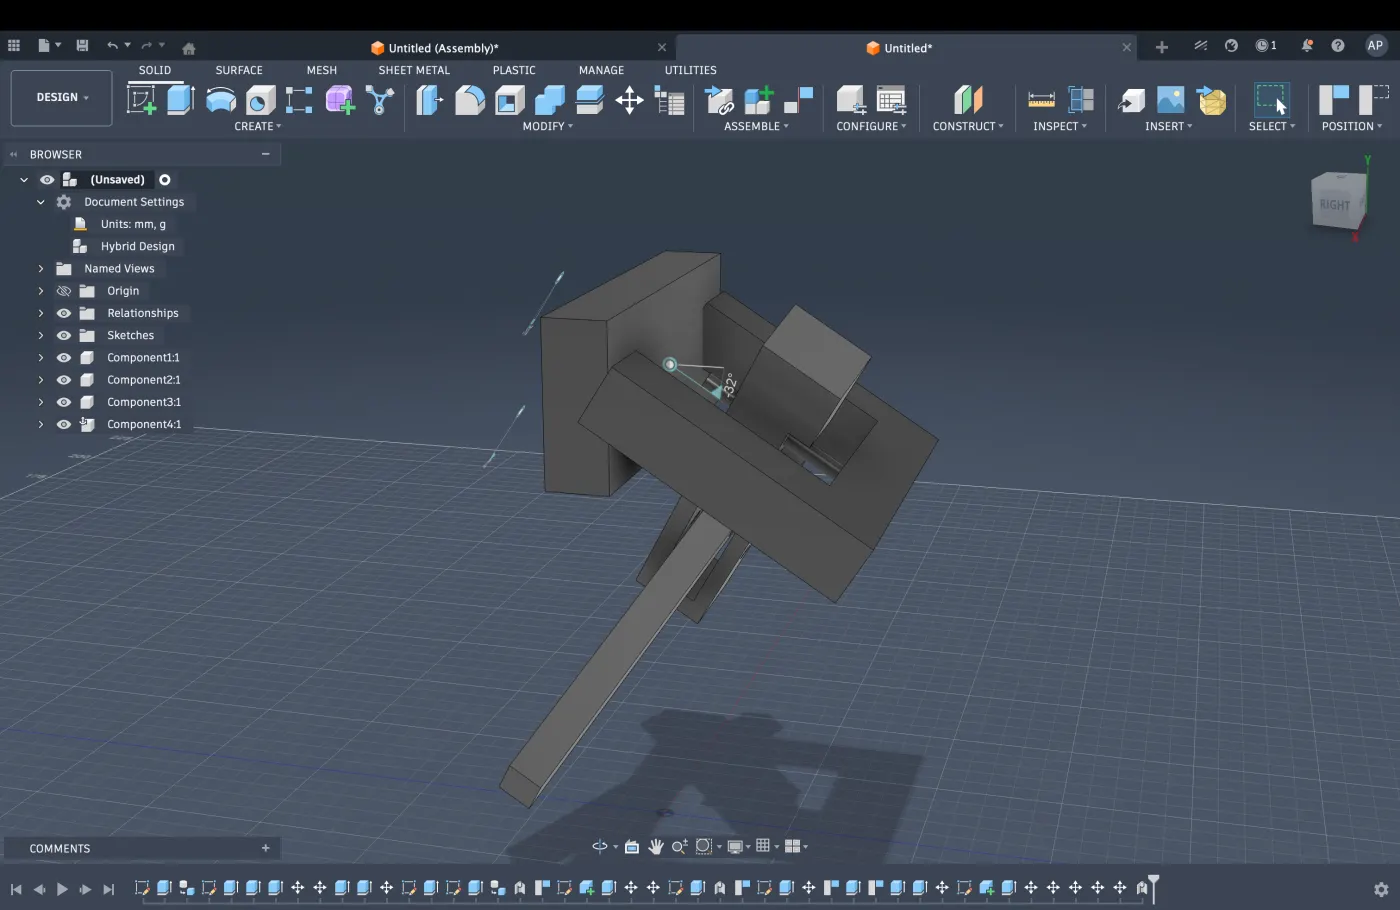 Untitled (Assembly)*
Untitled*
1
AP
DESIGN
SOLID
SURFACE
MESH
SHEET METAL
PLASTIC
MANAGE
UTILITIES
CREATE
MODIFY
ASSEMBLE
CONFIGURE
CONSTRUCT
INSPECT
INSERT
SELECT
POSITION
BROWSER
(Unsaved)
Document Settings
Units: mm, g
Hybrid Design
Named Views
Origin
Relationships
Sketches
Component1:1
Component2:1
Component3:1
Component4:1
Y
RIGHT
X
COMMENTS